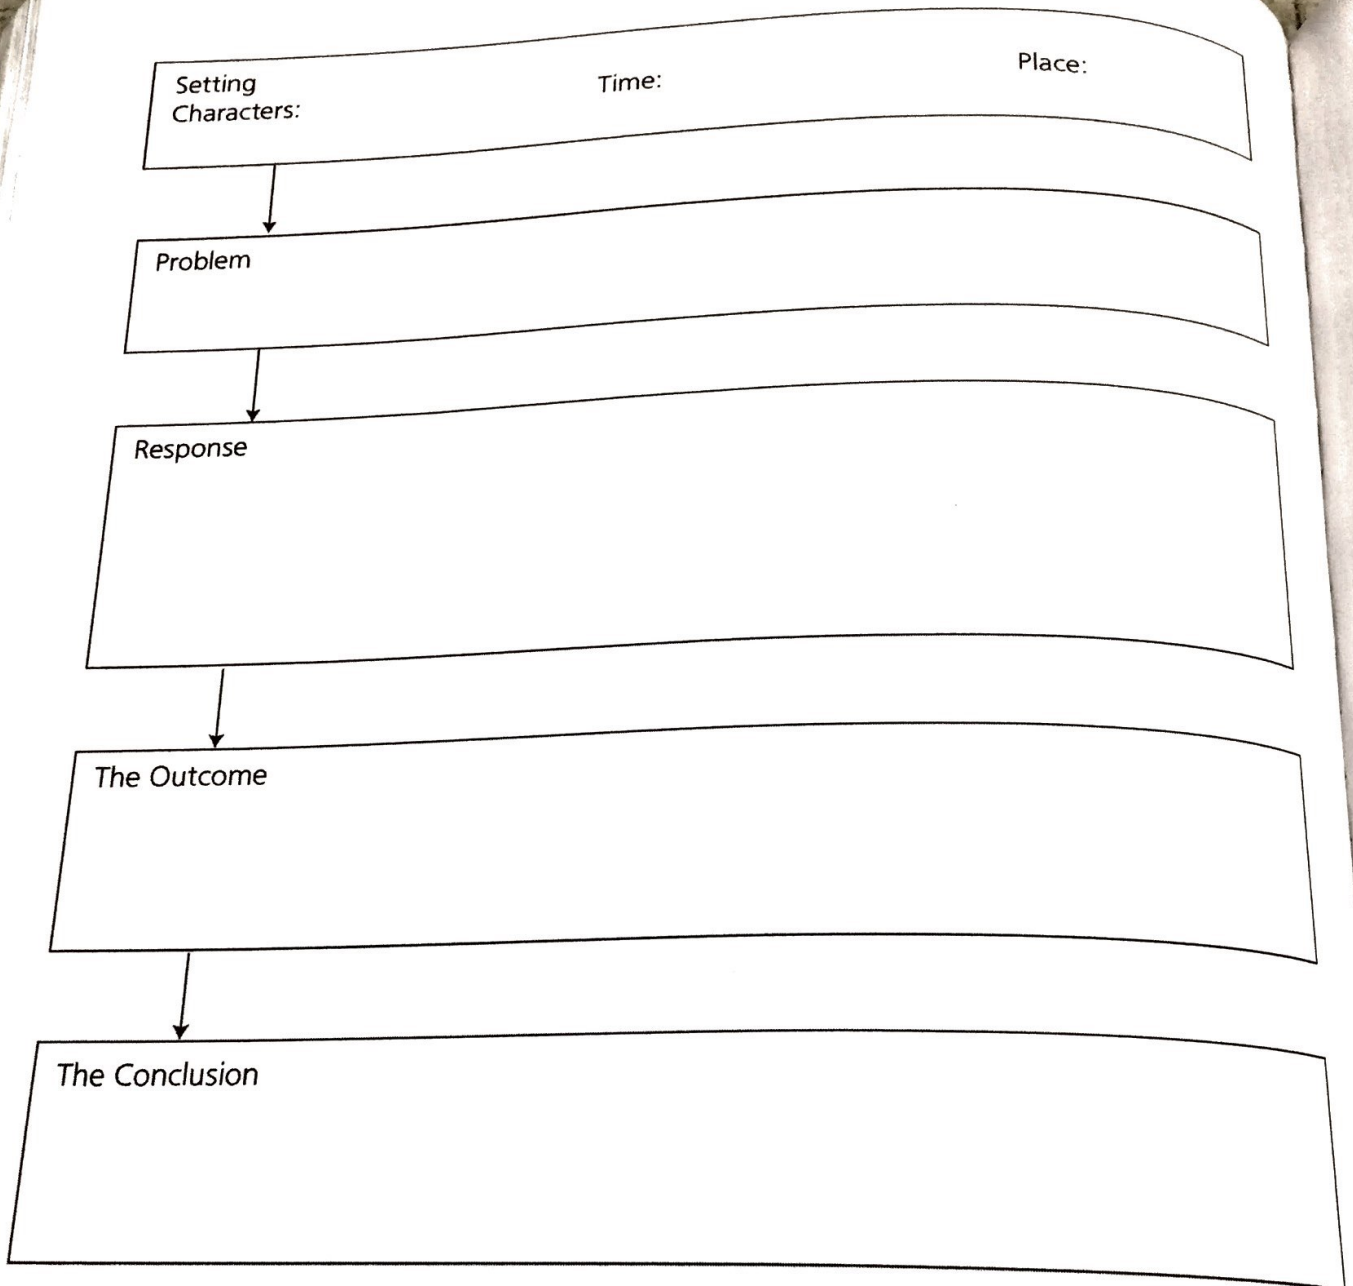 Setting
Characters:
Time:
Place:
Problem
Response
The Outcome
The Conclusion